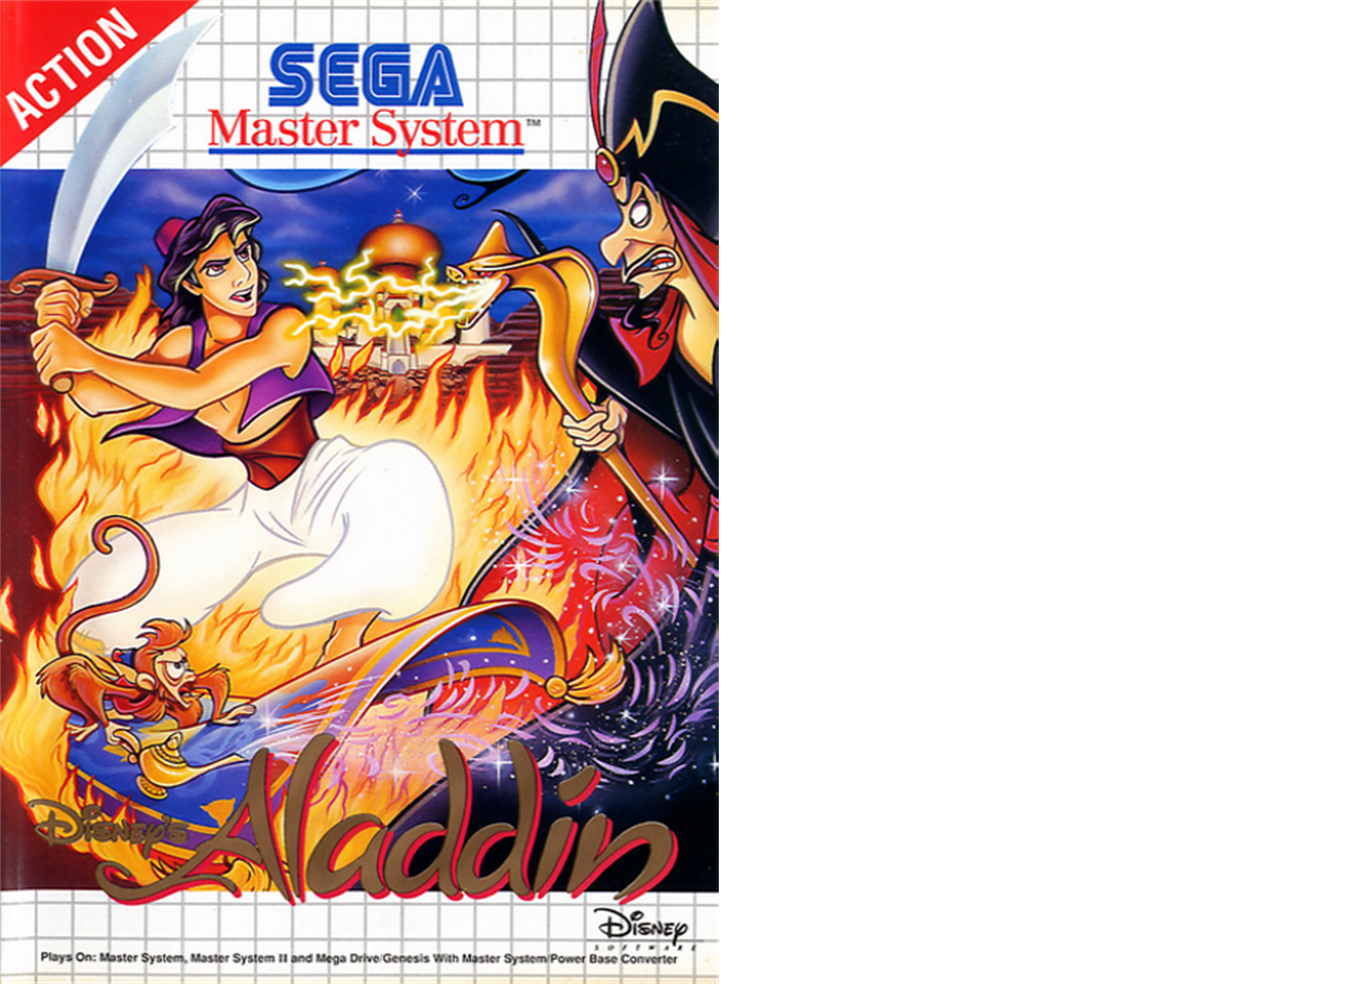 ACTION
SEGA
Master System™
Disney's Aladdin
Disney
SOFTWARE
Plays On: Master System, Master System II and Mega Drive/Genesis With Master System/Power Base Converter